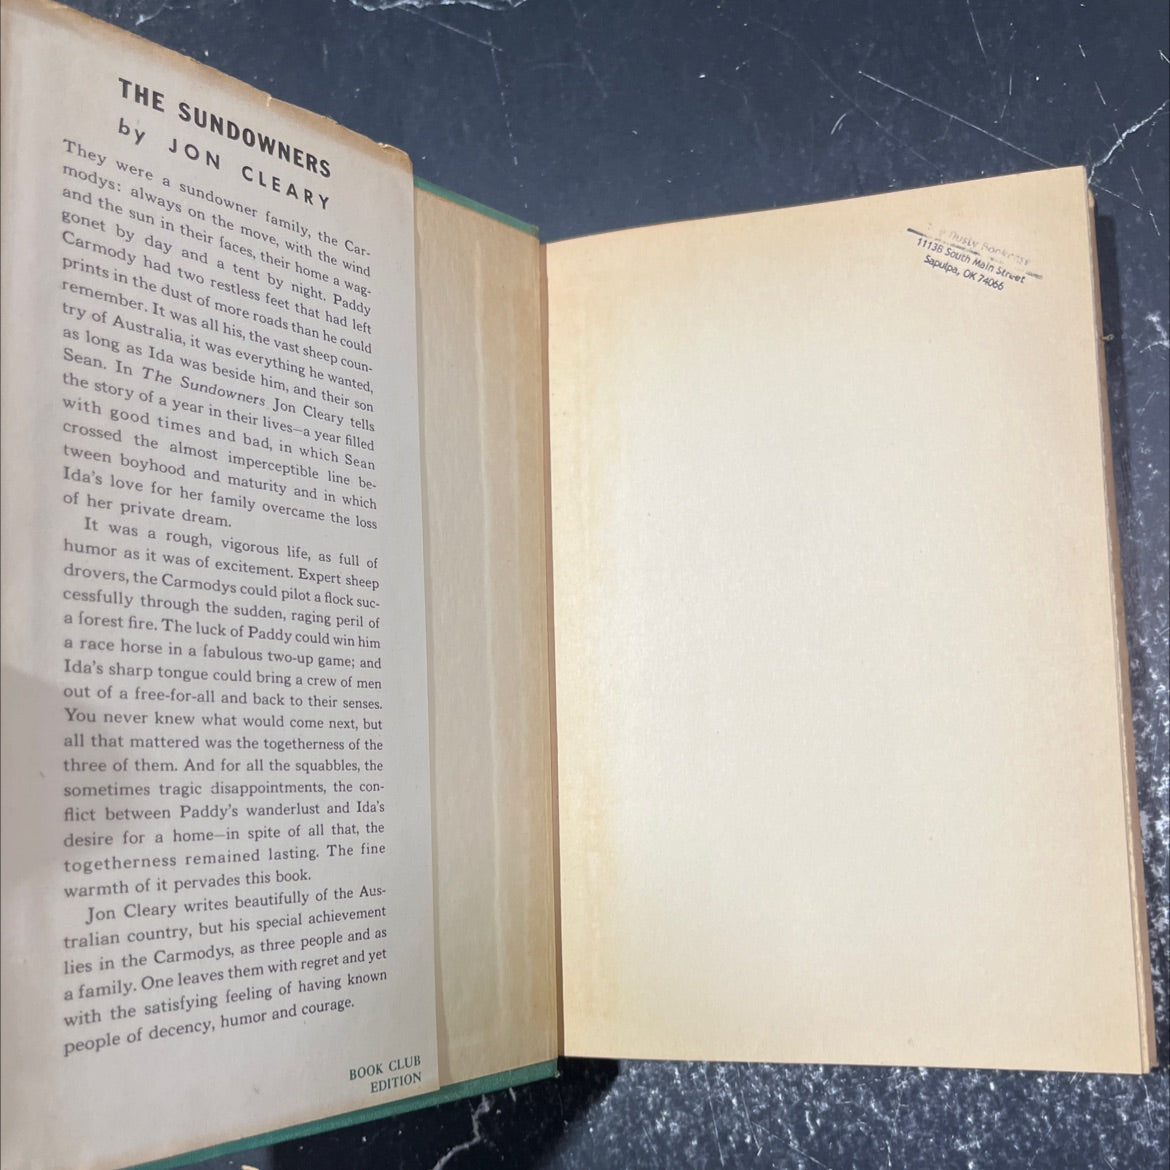 THE SUNDOWNERS
by JON CLEARY
They were a sundowner family, the Car-
modys: always on the move, with the wind
and the sun in their faces, their home a wag-
gonet by day and a tent by night. Paddy
Carmody had two restless feet that had left
prints in the dust of more roads than he could
remember. It was all his, the vast sheep coun-
try of Australia, it was everything he wanted,
as long as Ida was beside him, and their son
Sean. In The Sundowners Jon Cleary tells
the story of a year in their lives—a year filled
with good times and bad, in which Sean
crossed the almost imperceptible line be-
tween boyhood and maturity and in which
Ida's love for her family overcame the loss
of her private dream.
It was a rough, vigorous life, as full of
humor as it was of excitement. Expert sheep
drovers, the Carmodys could pilot a flock suc-
cessfully through the sudden, raging peril of
a forest fire. The luck of Paddy could win him
a race horse in a fabulous two-up game; and
Ida's sharp tongue could bring a crew of men
out of a free-for-all and back to their senses.
You never knew what would come next, but
all that mattered was the togetherness of the
three of them. And for all the squabbles, the
sometimes tragic disappointments, the con-
flict between Paddy's wanderlust and Ida's
desire for a home—in spite of all that, the
togetherness remained lasting. The fine
warmth of it pervades this book.
Jon Cleary writes beautifully of the Aus-
tralian country, but his special achievement
lies in the Carmodys, as three people and as
a family. One leaves them with regret and yet
with the satisfying feeling of having known
people of decency, humor and courage.
BOOK CLUB
EDITION
Dusty
1113B South Main Street
Sapulpa, OK 74066